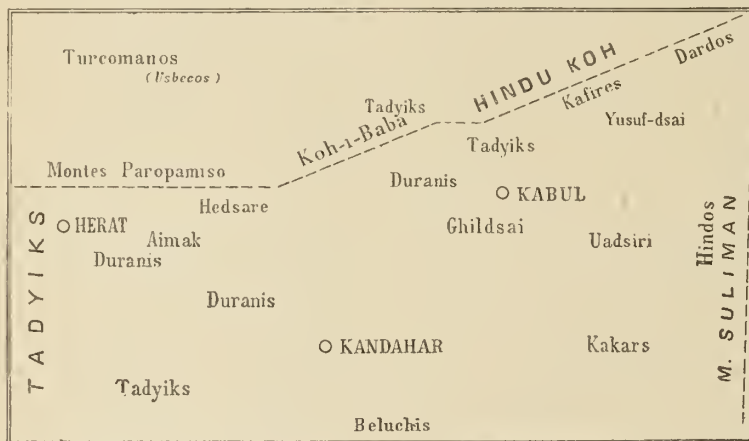 Turcomanos
(Usbecos)
HINDU KOH
Dardos
Kafires
Tadyiks
Koh-ı-Babà
Yusuf-dsai
Tadyiks
Montes Paropamiso
Duranis
KABUL
Hedsare
HERAT
Aimak
Duranis
Ghildsai
Uadsiri
Hindos
M. SULIMAN
TADYIKS
Duranis
KANDAHAR
Kakars
Tadyiks
Beluchis